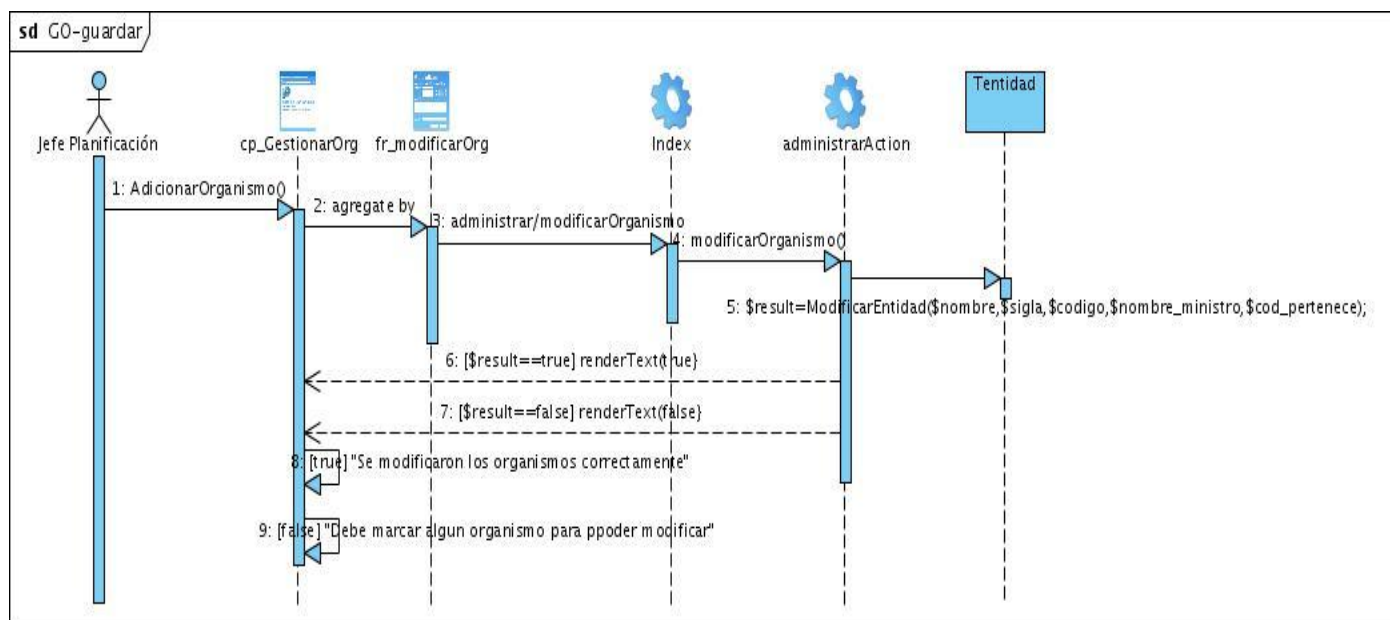 sd GO-guardar
Tentidad
Jefe Planificación
cp_GestionarOrg
fr_modificarOrg
Index
administrarAction
1: AdicionarOrganismo()
2: agregate by
3: administrar/modificarOrganismo
4: modificarOrganismo()
5: $result=ModificarEntidad($nombre,$sigla,$codigo,$nombre_ministro,$cod_pertenece);
6: [$result==true] renderText(true}
7: [$result==false] renderText(false}
8: [true] "Se modificaron los organismos correctamente"
9: [false] "Debe marcar algun organismo para ppoder modificar"